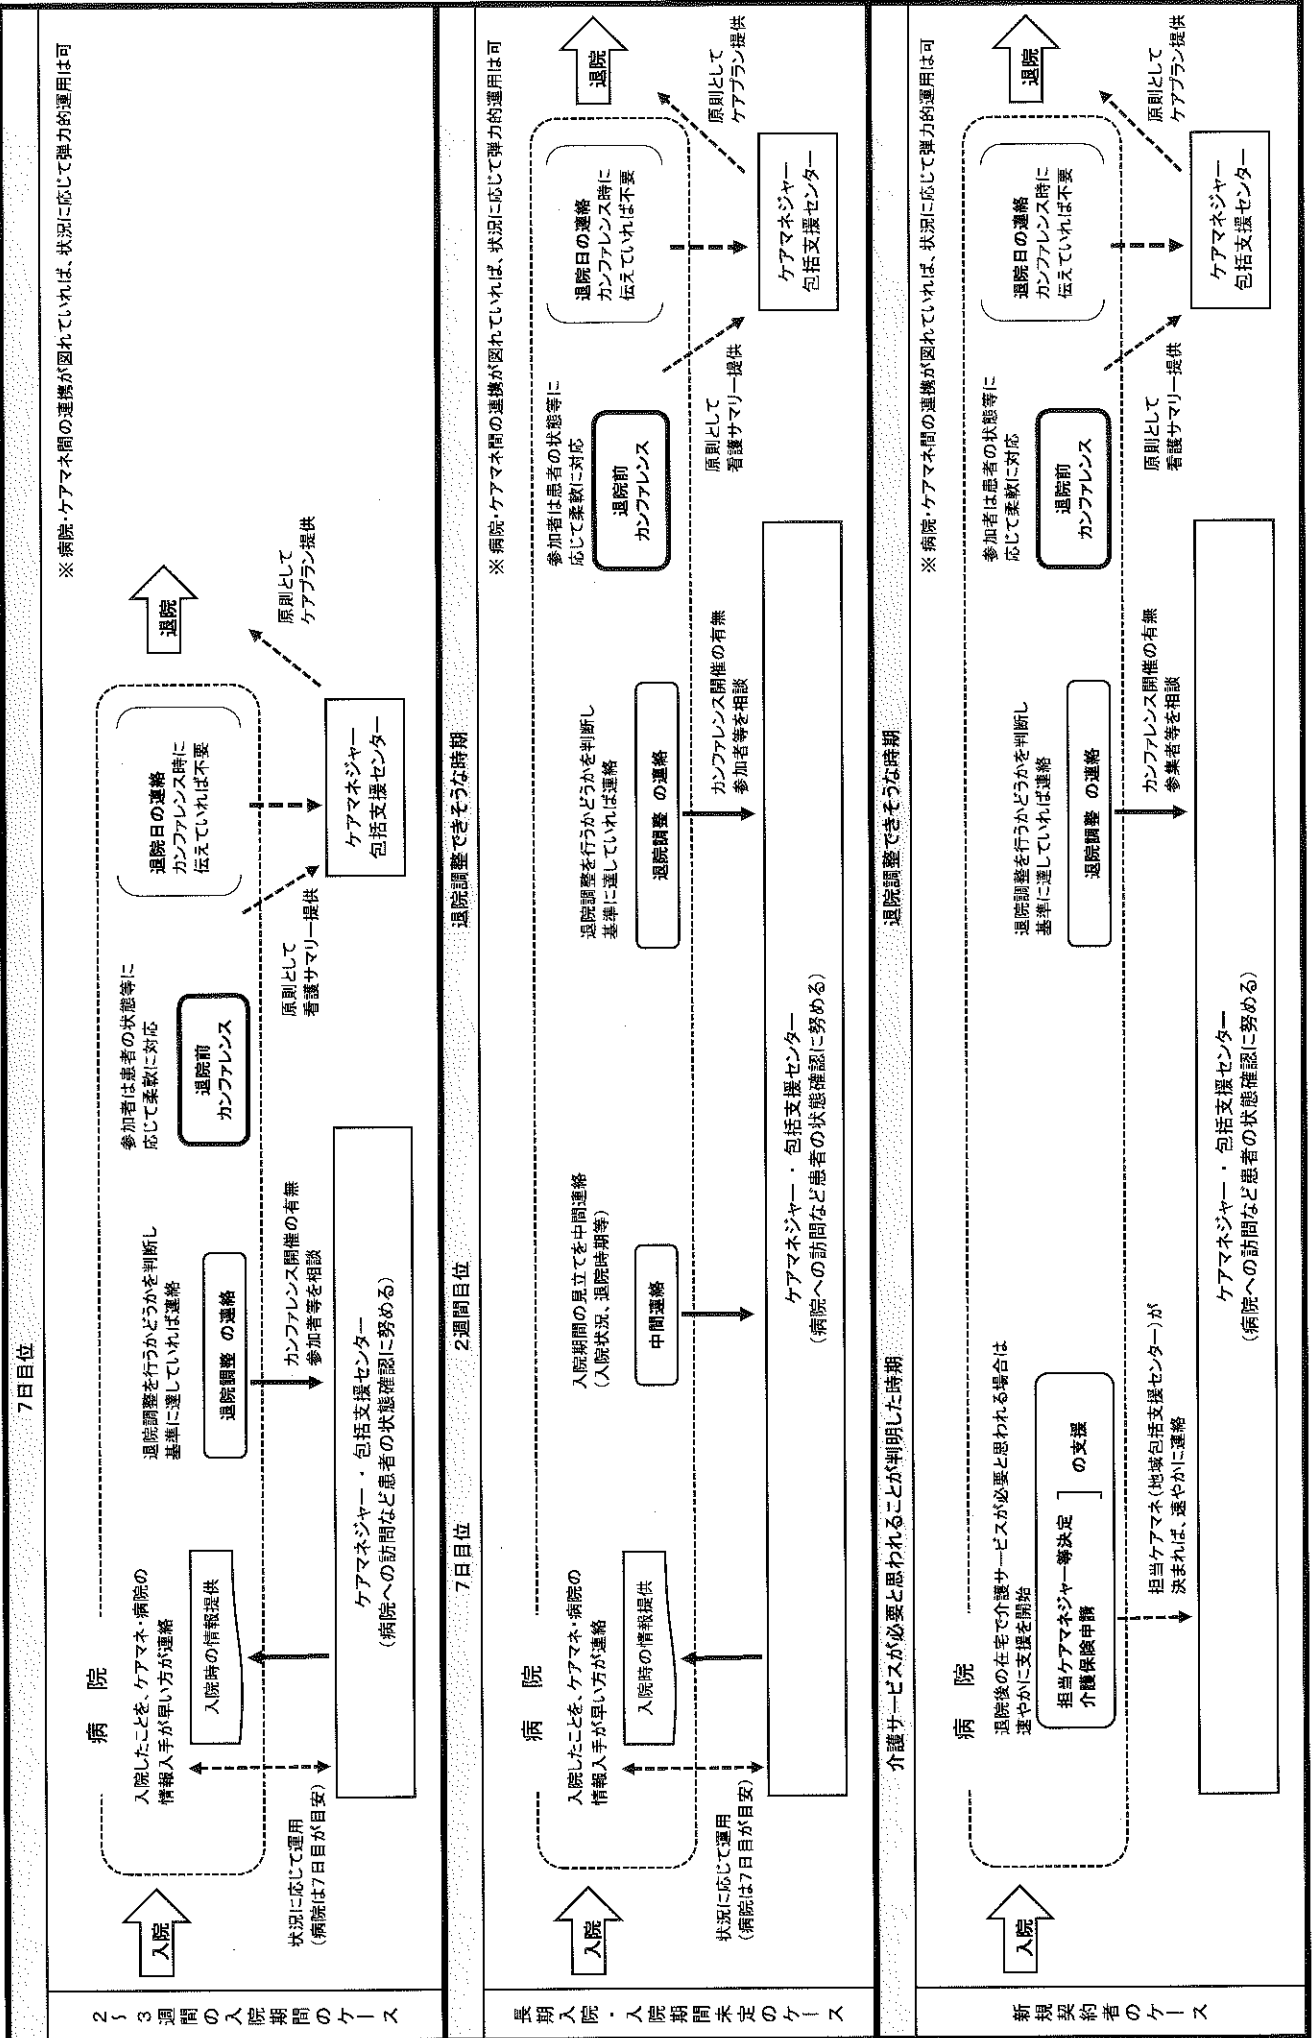 7日目位
2～3週間の入院期間のケース
※ 病院・ケアマネ間の連携が図れていれば、状況に応じて弾力的運用は可
入院
病　院
入院したことを、ケアマネ・病院の
情報入手が早い方が連絡
入院時の情報提供
状況に応じて運用
(病院は7日目が目安)
退院調整を行うかどうかを判断し
基準に達していれば連絡
退院調整 の連絡
カンファレンス開催の有無
参加者等を相談
ケアマネジャー ・ 包括支援センター
(病院への訪問など患者の状態確認に努める)
参加者は患者の状態等に
応じて柔軟に対応
退院前
カンファレンス
原則として
看護サマリー提供
退院日の連絡
カンファレンス時に
伝えていれば不要
ケアマネジャー
包括支援センター
原則として
ケアプラン提供
退院
7日目位
2週間目位
退院調整できそうな時期
長期入院・入院期間未定のケース
※ 病院・ケアマネ間の連携が図れていれば、状況に応じて弾力的運用は可
入院
病　院
入院したことを、ケアマネ・病院の
情報入手が早い方が連絡
入院時の情報提供
状況に応じて運用
(病院は7日目が目安)
入院期間の見立てを中間連絡
(入院状況、退院時期等)
中間連絡
退院調整を行うかどうかを判断し
基準に達していれば連絡
退院調整 の連絡
カンファレンス開催の有無
参加者等を相談
ケアマネジャー ・ 包括支援センター
(病院への訪問など患者の状態確認に努める)
参加者は患者の状態等に
応じて柔軟に対応
退院前
カンファレンス
原則として
看護サマリー提供
退院日の連絡
カンファレンス時に
伝えていれば不要
ケアマネジャー
包括支援センター
原則として
ケアプラン提供
退院
介護サービスが必要と思われることが判明した時期
退院調整できそうな時期
新規契約者のケース
※ 病院・ケアマネ間の連携が図れていれば、状況に応じて弾力的運用は可
入院
病　院
退院後の在宅で介護サービスが必要と思われる場合は
速やかに支援を開始
担当ケアマネジャー等決定
介護保険申請
の支援
担当ケアマネ(地域包括支援センター)が
決まれば、速やかに連絡
退院調整を行うかどうかを判断し
基準に達していれば連絡
退院調整 の連絡
カンファレンス開催の有無
参集者等を相談
ケアマネジャー ・ 包括支援センター
(病院への訪問など患者の状態確認に努める)
参加者は患者の状態等に
応じて柔軟に対応
退院前
カンファレンス
原則として
看護サマリー提供
退院日の連絡
カンファレンス時に
伝えていれば不要
ケアマネジャー
包括支援センター
原則として
ケアプラン提供
退院